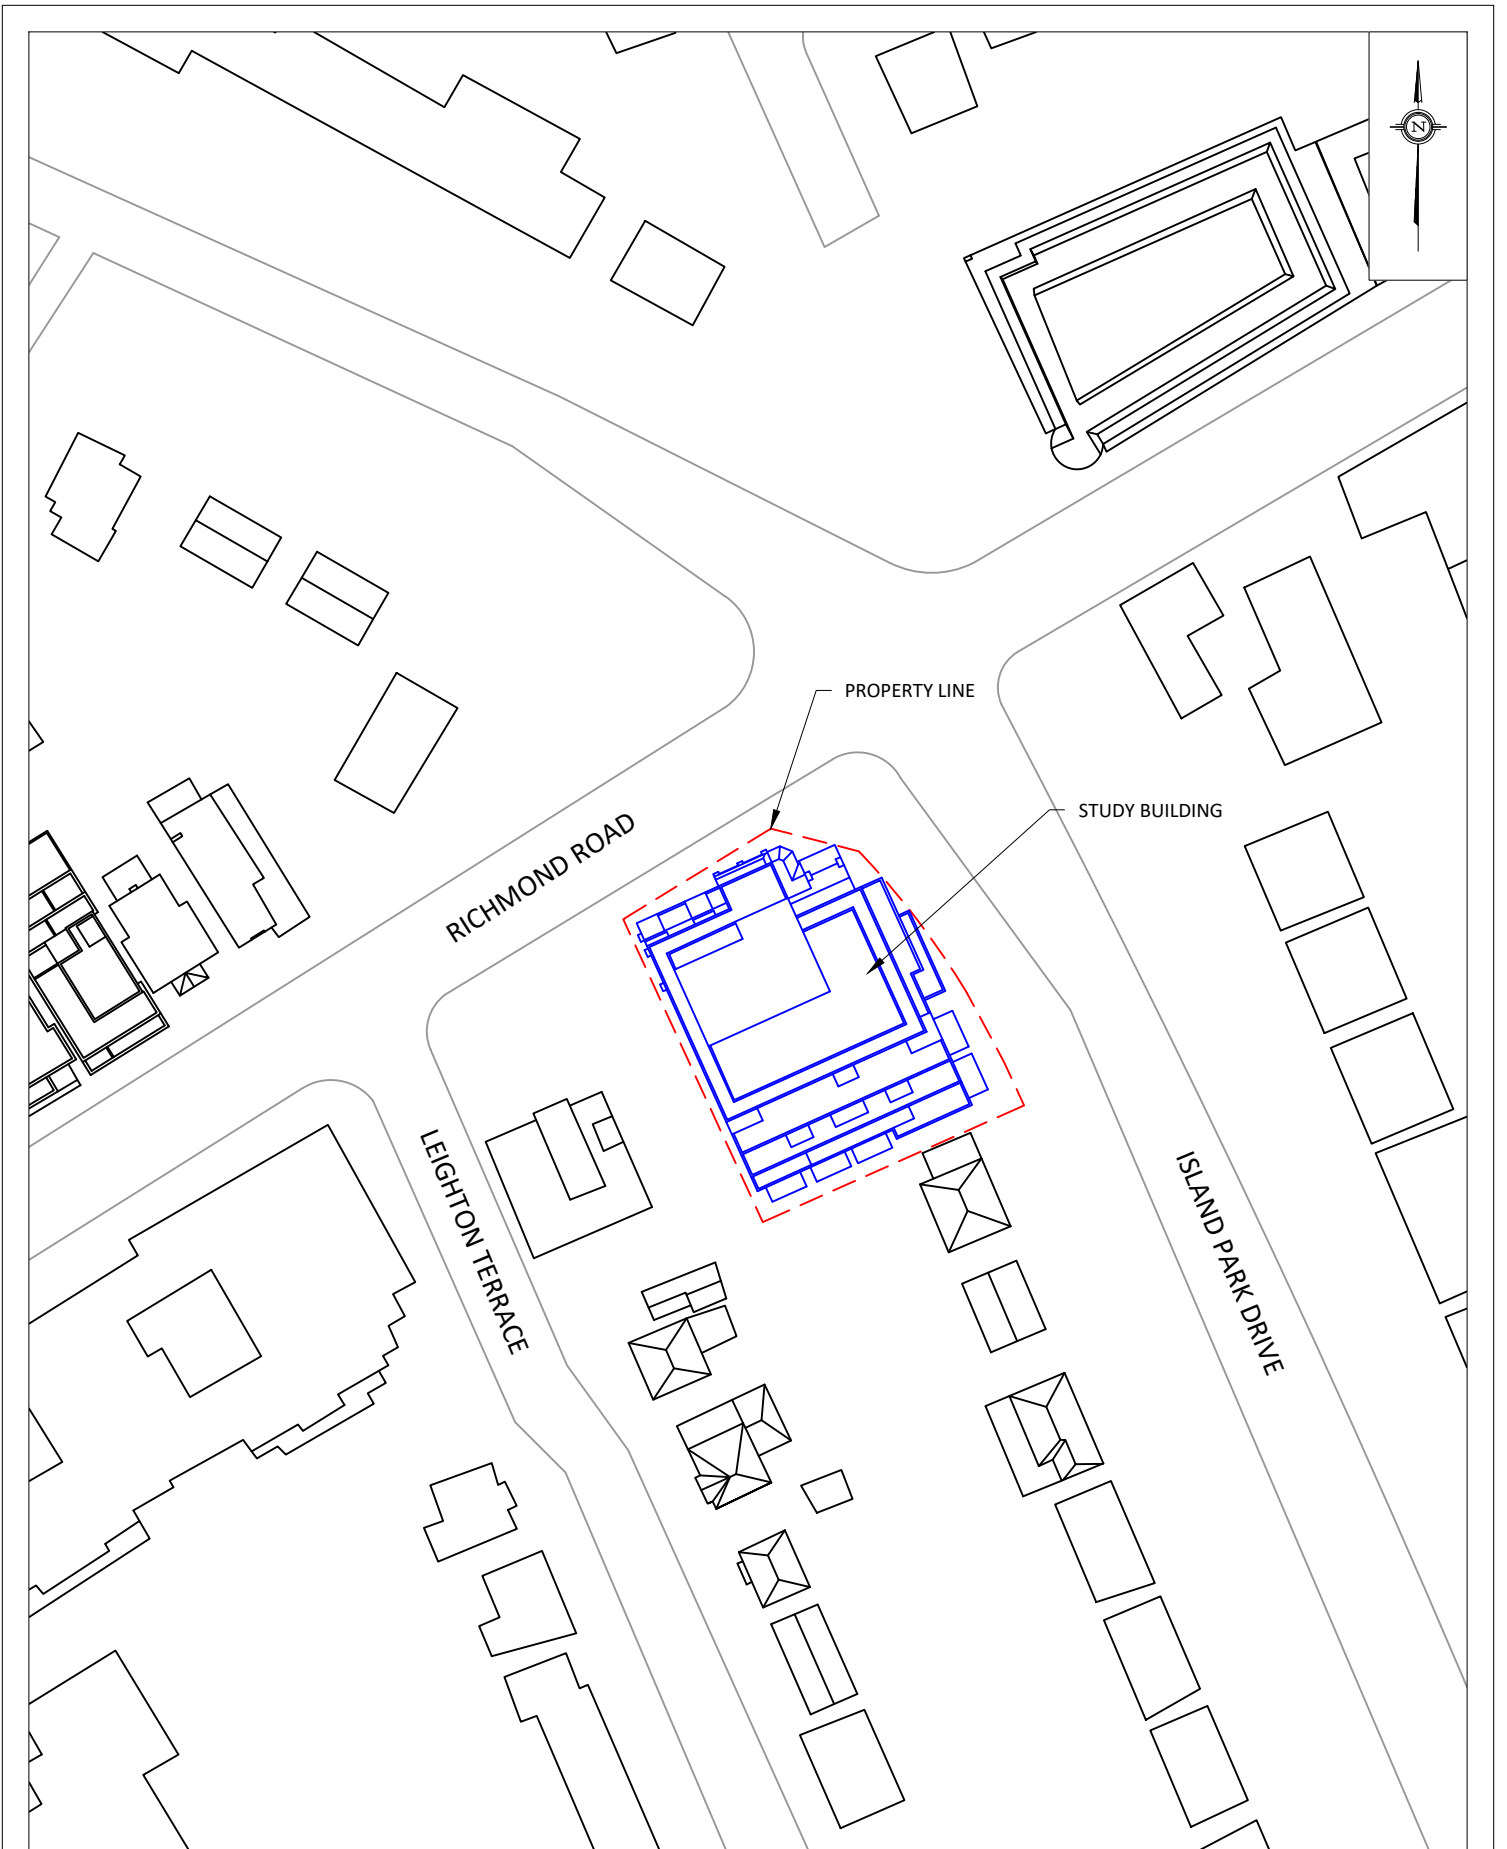 N
PROPERTY LINE
STUDY BUILDING
RICHMOND ROAD
LEIGHTON TERRACE
ISLAND PARK DRIVE